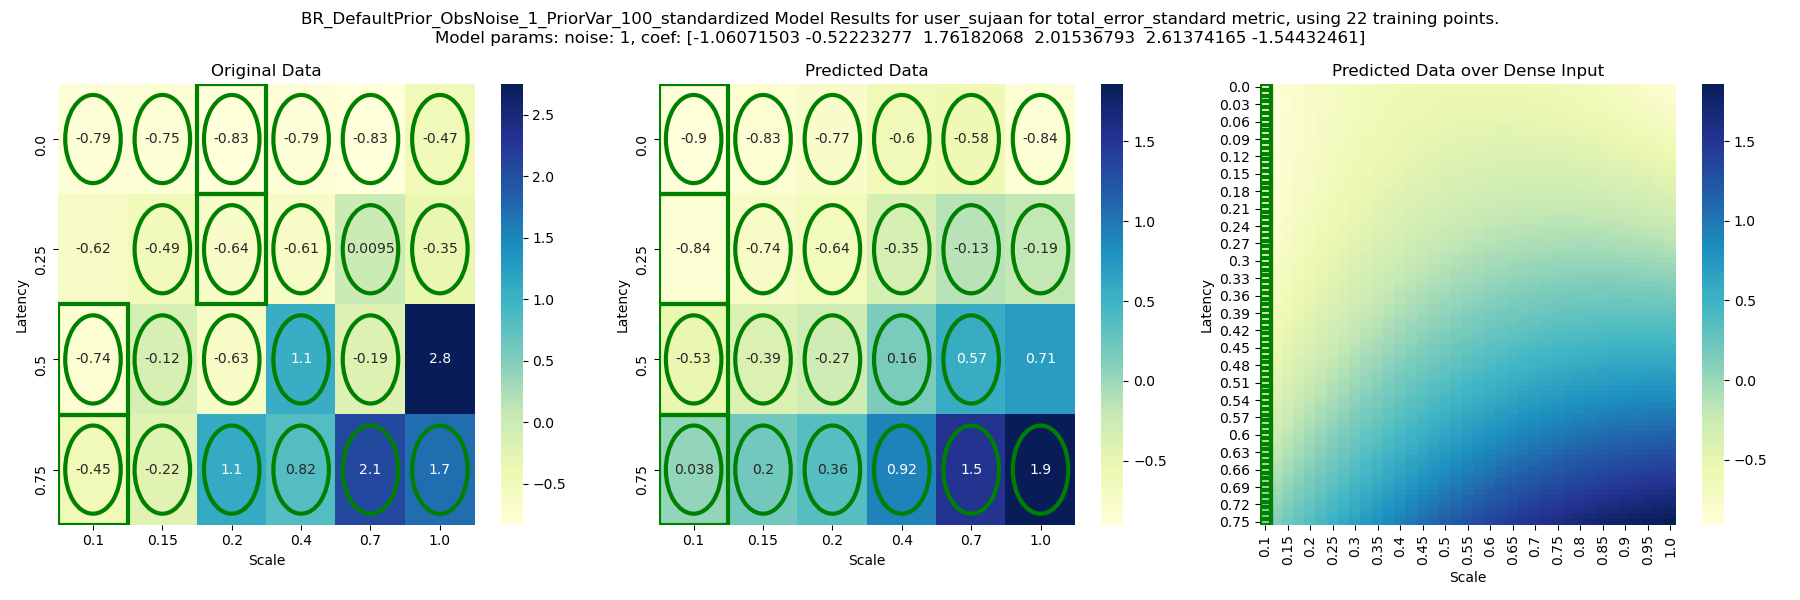 BR_DefaultPrior_ObsNoise_1_PriorVar_100_standardized Model Results for user_sujaan for total_error_standard metric, using 22 training points.
Model params: noise: 1, coef: [-1.06071503 -0.52223277  1.76182068  2.01536793  2.61374165 -1.54432461]
Original Data
Latency
0.0 -0.79 -0.75 -0.83 -0.79 -0.83 -0.47
0.25 -0.62 -0.49 -0.64 -0.61 0.0095 -0.35
0.5 -0.74 -0.12 -0.63 1.1 -0.19 2.8
0.75 -0.45 -0.22 1.1 0.82 2.1 1.7
0.1 0.15 0.2 0.4 0.7 1.0
Scale
2.5
2.0
1.5
1.0
0.5
0.0
−0.5
Predicted Data
Latency
0.0 -0.9 -0.83 -0.77 -0.6 -0.58 -0.84
0.25 -0.84 -0.74 -0.64 -0.35 -0.13 -0.19
0.5 -0.53 -0.39 -0.27 0.16 0.57 0.71
0.75 0.038 0.2 0.36 0.92 1.5 1.9
0.1 0.15 0.2 0.4 0.7 1.0
Scale
1.5
1.0
0.5
0.0
−0.5
Predicted Data over Dense Input
Latency
0.0
0.03
0.06
0.09
0.12
0.15
0.18
0.21
0.24
0.27
0.3
0.33
0.36
0.39
0.42
0.45
0.48
0.51
0.54
0.57
0.6
0.63
0.66
0.69
0.72
0.75
0.1 0.15 0.2 0.25 0.3 0.35 0.4 0.45 0.5 0.55 0.6 0.65 0.7 0.75 0.8 0.85 0.9 0.95 1.0
Scale
1.5
1.0
0.5
0.0
−0.5